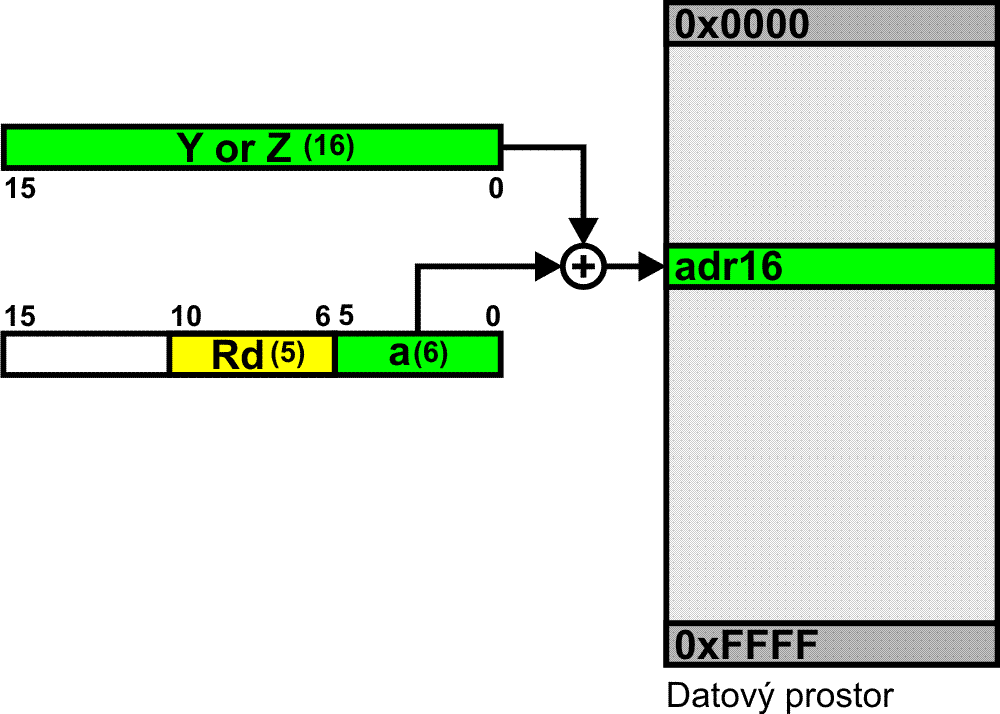 0x0000
Y or Z (16)
15 0
adr16
15 10 6 5 0
Rd (5) a (6)
0xFFFF
Datový prostor